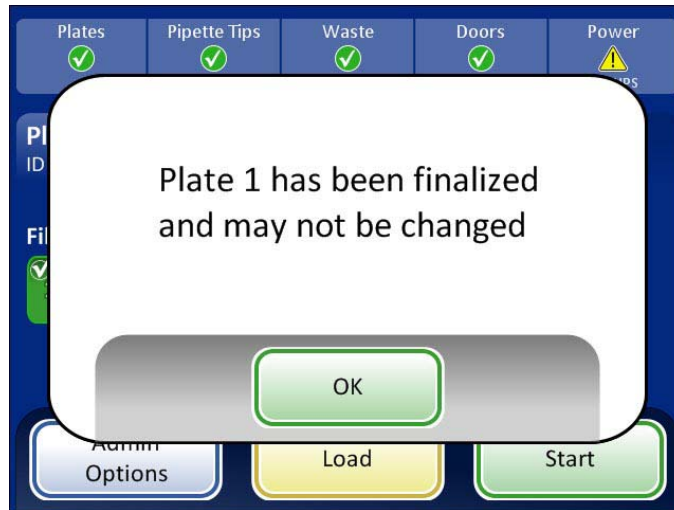 Plates
Pipette Tips
Waste
Doors
Power
Plate 1 has been finalized
and may not be changed
OK
ID
Options
Load
Start